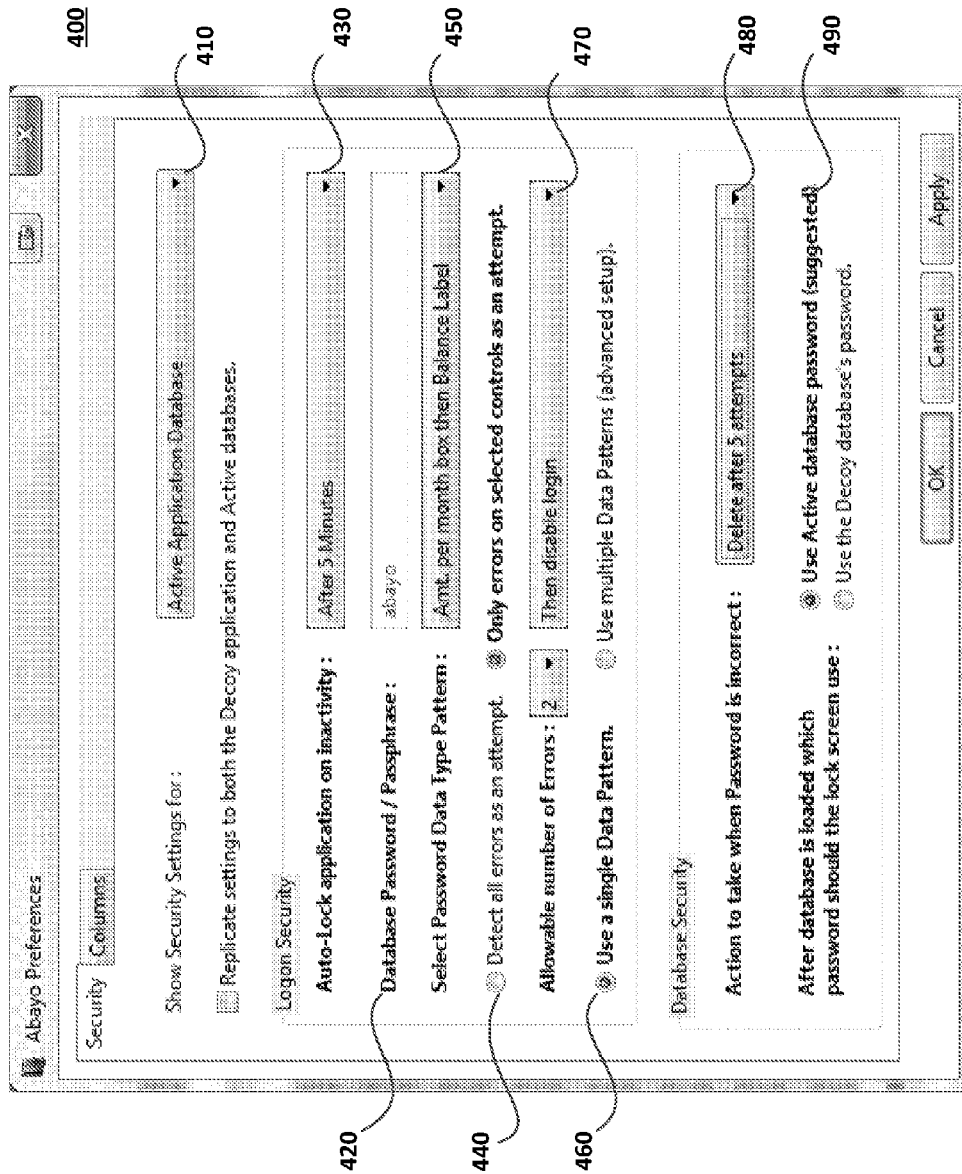 400
Abayo Preferences
Security Columns
Show Security Settings for : Active Application Database 410
Replicate settings to both the Decoy application and Active databases.
Logon Security
Auto-Lock application on inactivity : After 5 Minutes 430
420 Database Password / Passphrase : abayo
Select Password Data Type Pattern : Amt. per month box then Balance Label 450
440 Detect all errors as an attempt. Only errors on selected controls as an attempt.
Allowable number of Errors : 2 Then disable login 470
460 Use a single Data Pattern. Use multiple Data Patterns (advanced setup).
Database Security
Action to take when Password is incorrect : Delete after 5 attempts 480
After database is loaded which Use Active database password (suggested) 490
password should the lock screen use : Use the Decoy database's password.
OK Cancel Apply